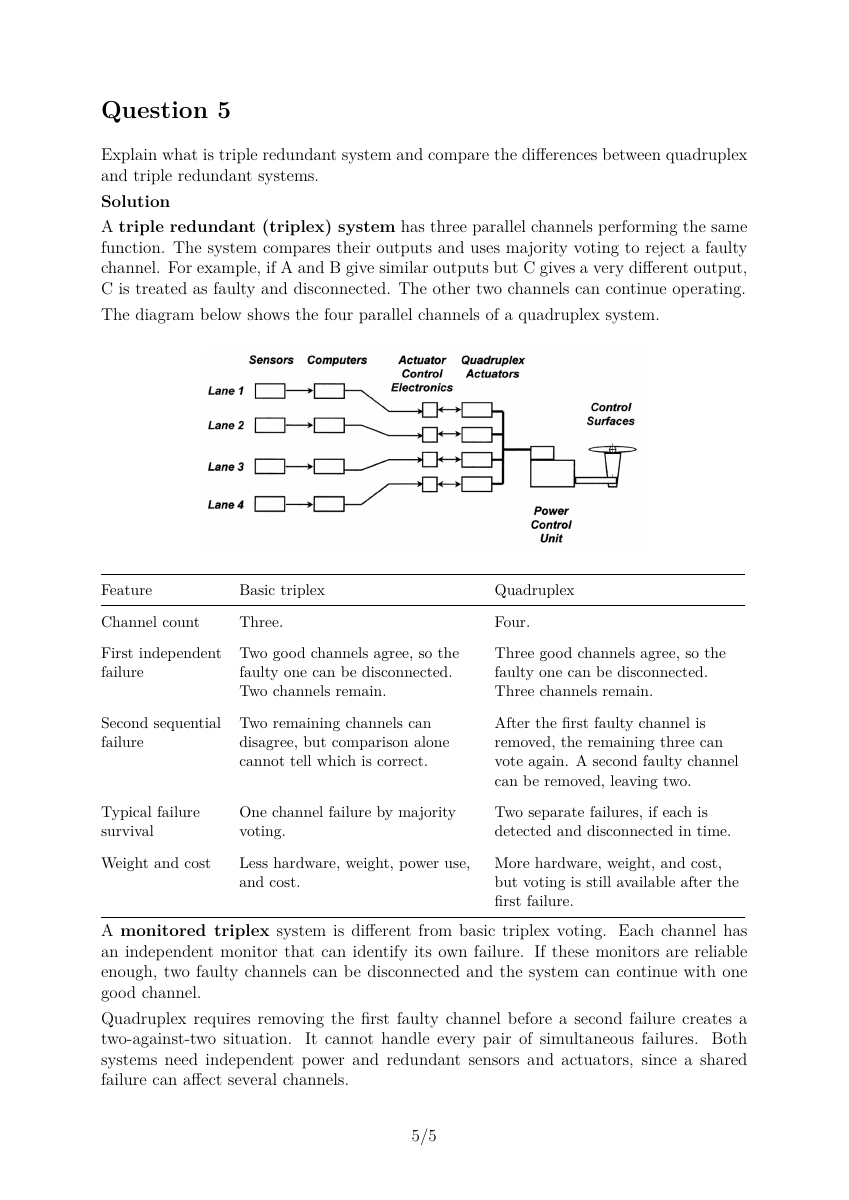 Question 5
Explain what is triple redundant system and compare the differences between quadruplex
and triple redundant systems.
Solution
A triple redundant (triplex) system has three parallel channels performing the same
function. The system compares their outputs and uses majority voting to reject a faulty
channel. For example, if A and B give similar outputs but C gives a very different output,
C is treated as faulty and disconnected. The other two channels can continue operating.
The diagram below shows the four parallel channels of a quadruplex system.
Sensors Computers Actuator Control Electronics Quadruplex Actuators
Lane 1
Lane 2
Lane 3
Lane 4
Control
Surfaces
Power
Control
Unit
Feature Basic triplex Quadruplex
Channel count Three. Four.
First independent failure
Two good channels agree, so the
faulty one can be disconnected.
Two channels remain.
Three good channels agree, so the
faulty one can be disconnected.
Three channels remain.
Second sequential failure
Two remaining channels can
disagree, but comparison alone
cannot tell which is correct.
After the first faulty channel is
removed, the remaining three can
vote again. A second faulty channel
can be removed, leaving two.
Typical failure survival
One channel failure by majority
voting.
Two separate failures, if each is
detected and disconnected in time.
Weight and cost
Less hardware, weight, power use,
and cost.
More hardware, weight, and cost,
but voting is still available after the
first failure.
A monitored triplex system is different from basic triplex voting. Each channel has
an independent monitor that can identify its own failure. If these monitors are reliable
enough, two faulty channels can be disconnected and the system can continue with one
good channel.
Quadruplex requires removing the first faulty channel before a second failure creates a
two-against-two situation. It cannot handle every pair of simultaneous failures. Both
systems need independent power and redundant sensors and actuators, since a shared
failure can affect several channels.
5/5